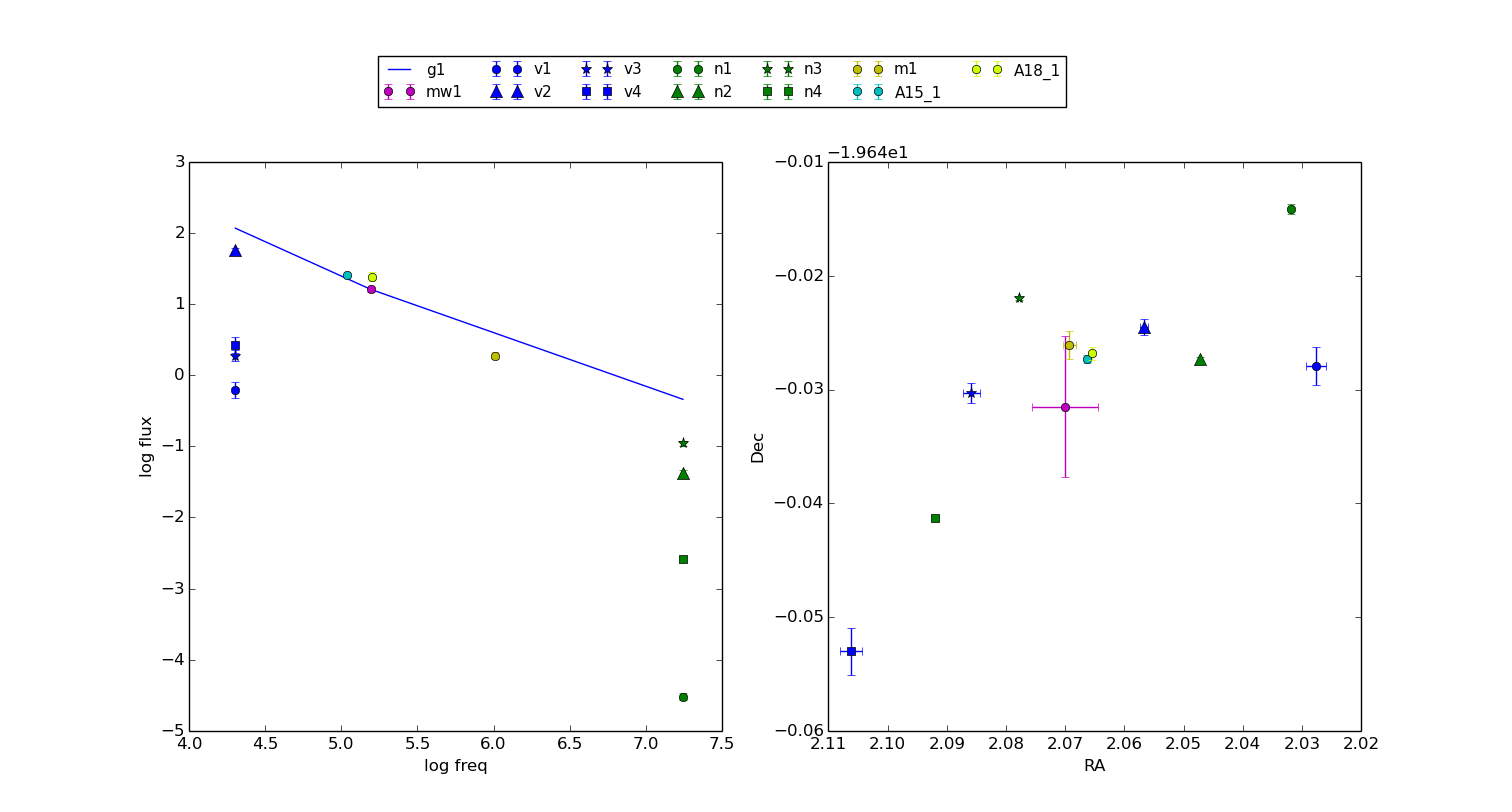 g1 v1 v3 n1 n3 m1 A18_1
mw1 v2 v4 n2 n4 A15_1
3
2
1
0
−1
−2
−3
−4
−5
log flux
4.0 4.5 5.0 5.5 6.0 6.5 7.0 7.5
log freq
−1.964e1
−0.01
−0.02
−0.03
−0.04
−0.05
−0.06
Dec
2.11 2.10 2.09 2.08 2.07 2.06 2.05 2.04 2.03 2.02
RA